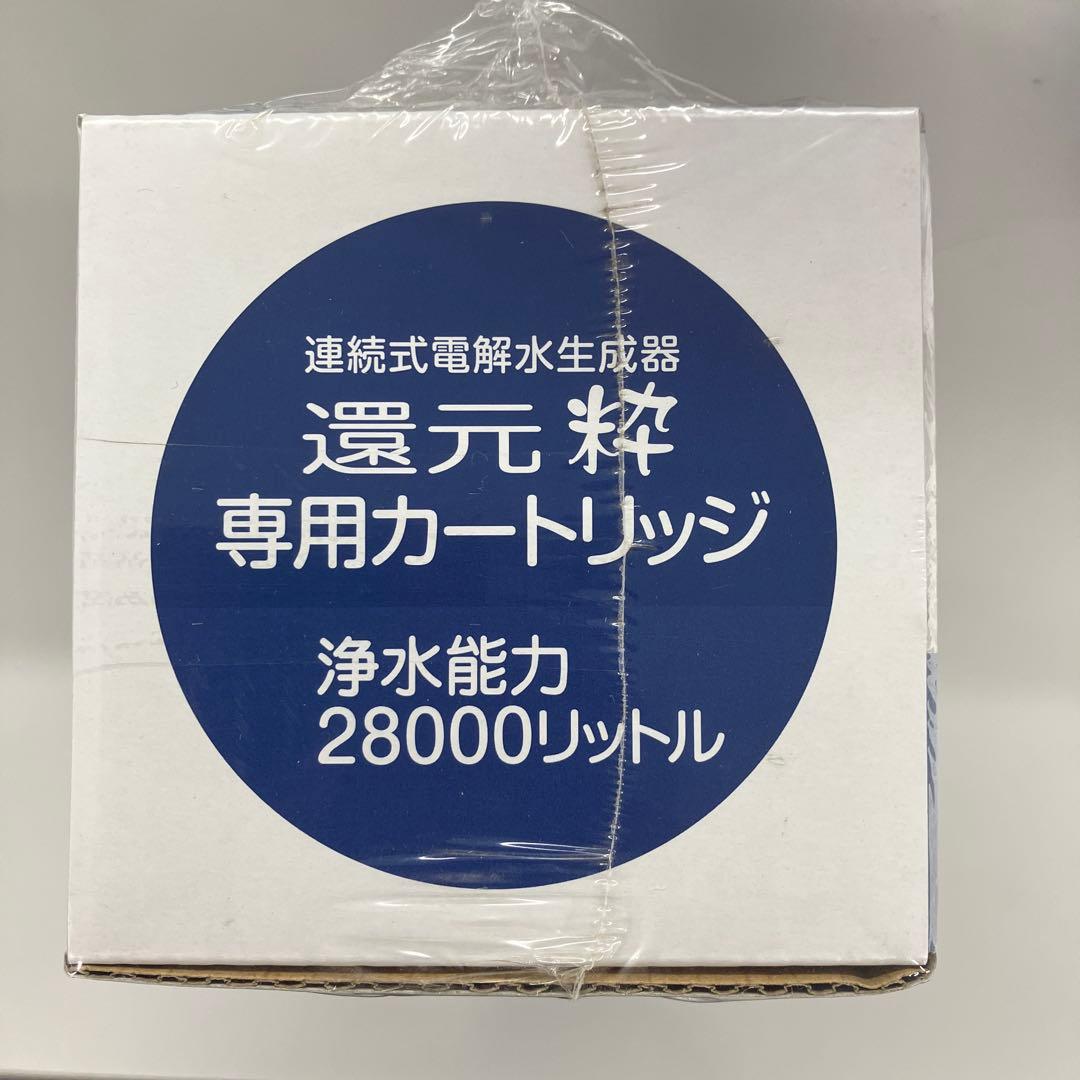 連続式電解水生成器
還元 粋
専用カートリッジ
浄水能力
28000リットル